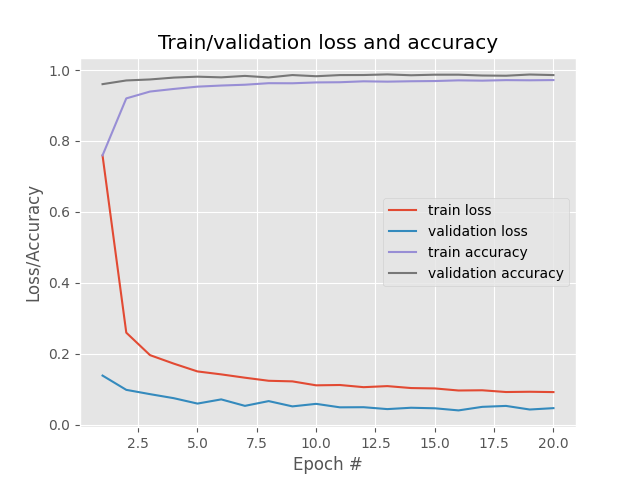 Train/validation loss and accuracy
Loss/Accuracy
1.0
0.8
0.6
0.4
0.2
0.0
train loss
validation loss
train accuracy
validation accuracy
2.5 5.0 7.5 10.0 12.5 15.0 17.5 20.0
Epoch #